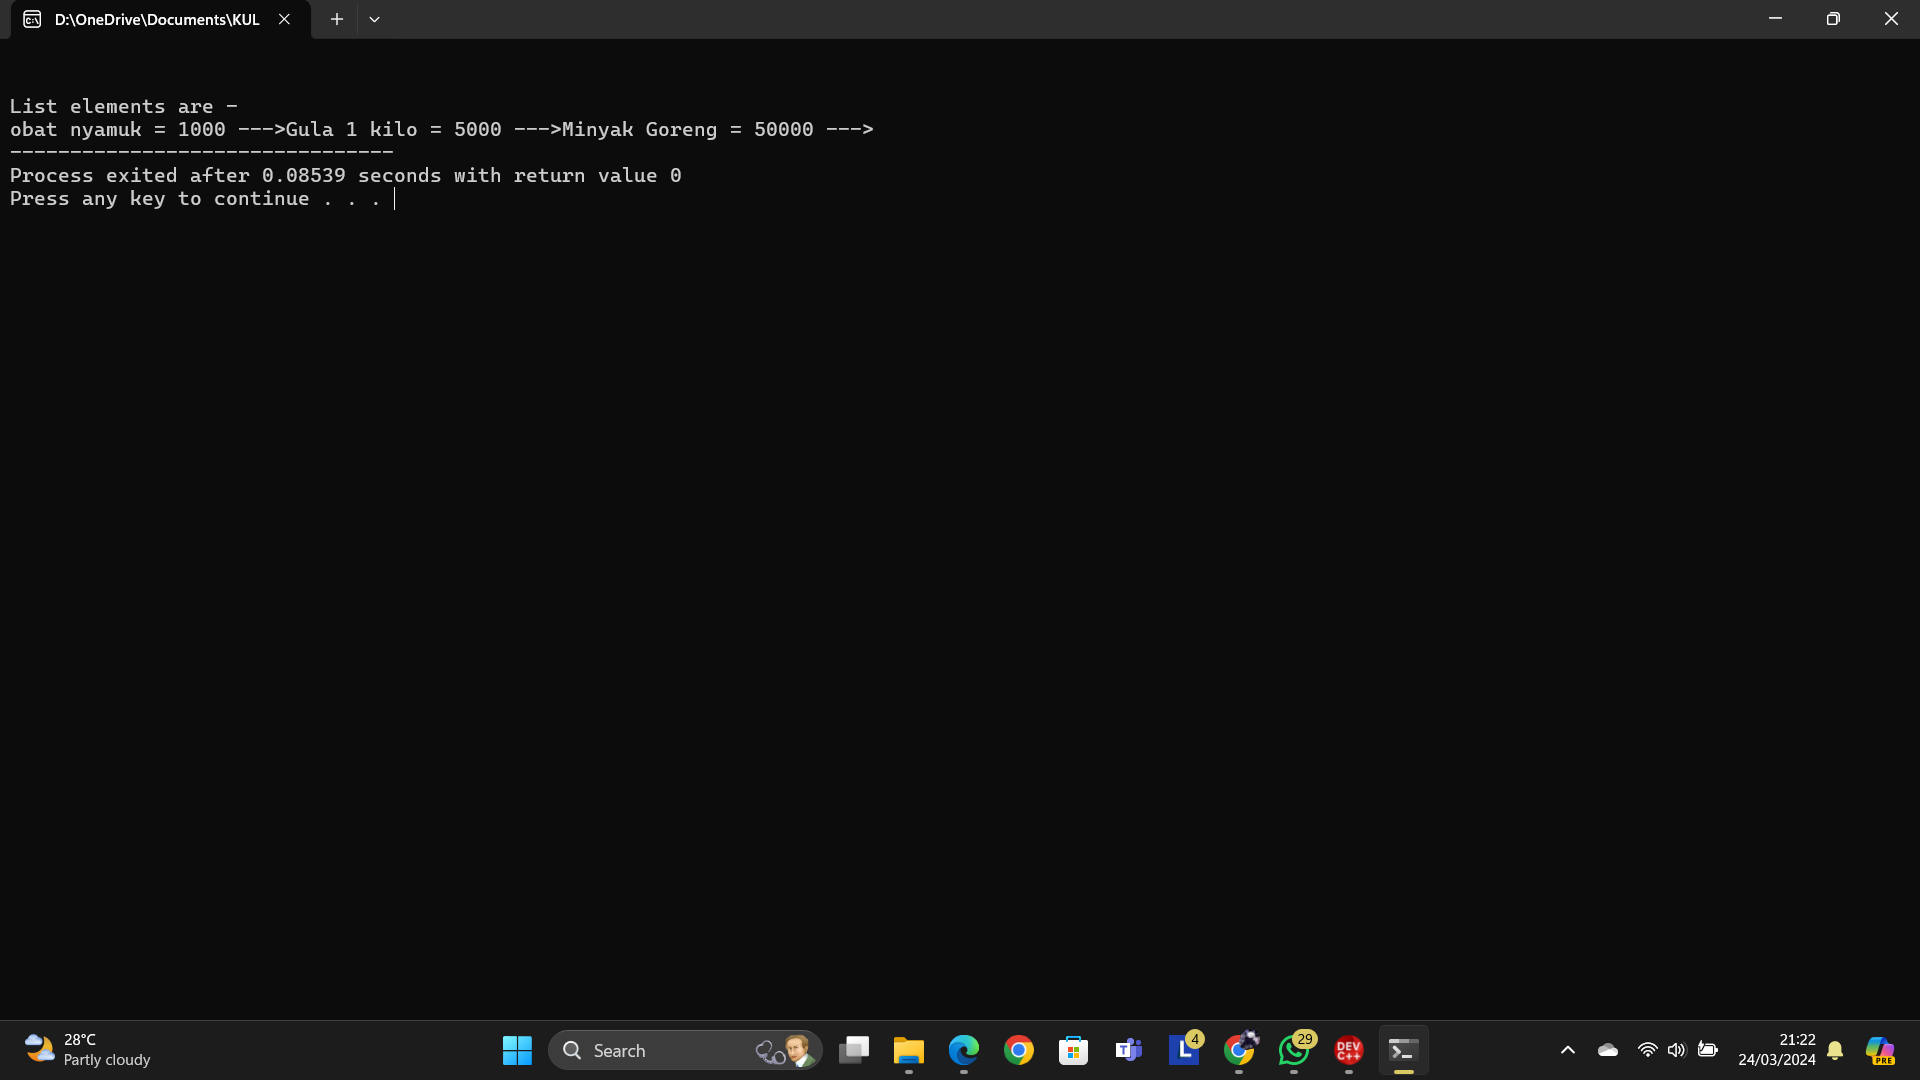 D:\OneDrive\Documents\KUL
List elements are -
obat nyamuk = 1000 --->Gula 1 kilo = 5000 --->Minyak Goreng = 50000 --->
--------------------------------
Process exited after 0.08539 seconds with return value 0
Press any key to continue . . .
28°C
Partly cloudy
Search
T
L
4
29
DEV
C++
21:22
24/03/2024
PRE